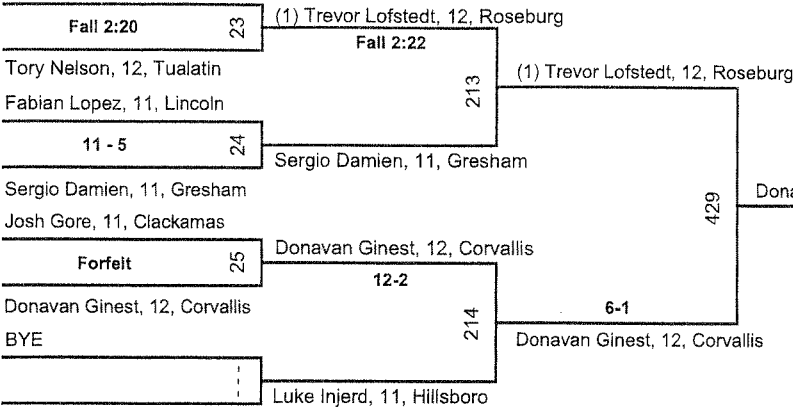 Fall 2:20
23
(1) Trevor Lofstedt, 12, Roseburg
Fall 2:22
Tory Nelson, 12, Tualatin
(1) Trevor Lofstedt, 12, Roseburg
213
Fabian Lopez, 11, Lincoln
11 - 5
24
Sergio Damien, 11, Gresham
Sergio Damien, 11, Gresham
Dona
429
Josh Gore, 11, Clackamas
Donavan Ginest, 12, Corvallis
Forfeit
25
12-2
Donavan Ginest, 12, Corvallis
6-1
214
BYE
Donavan Ginest, 12, Corvallis
Luke Injerd, 11, Hillsboro